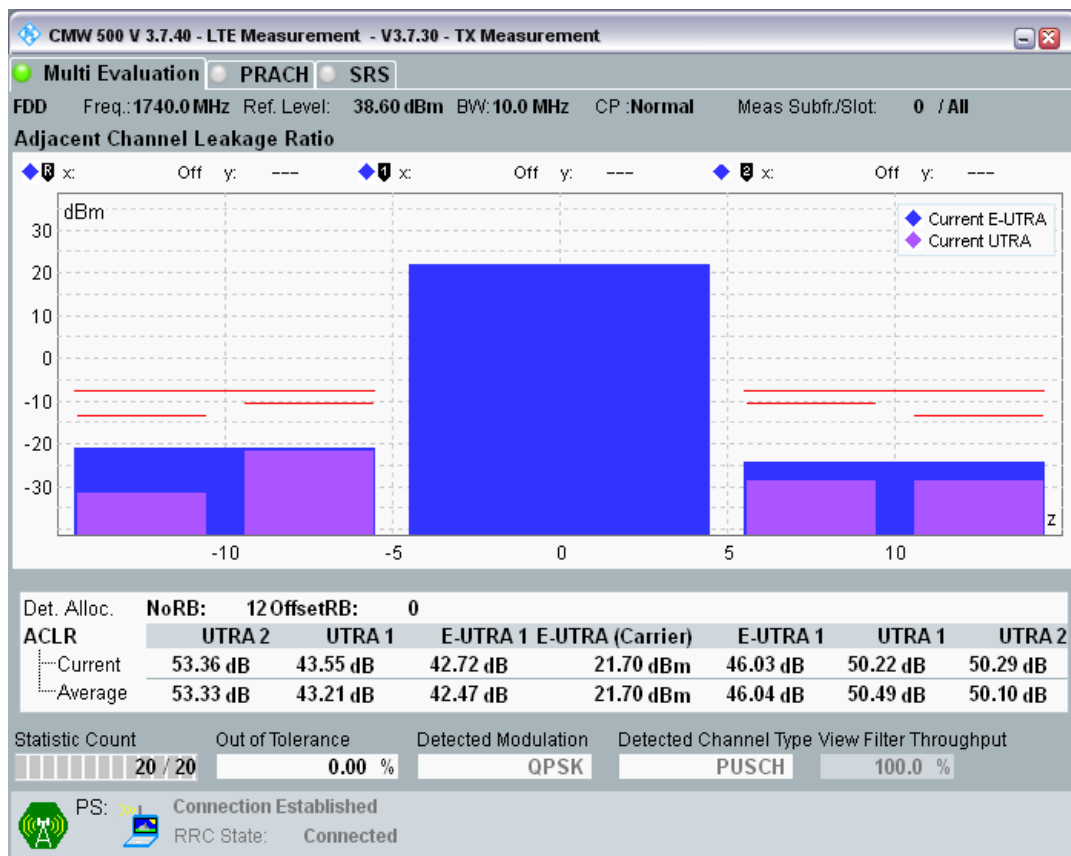 CMW 500 V 3.7.40 - LTE Measurement - V3.7.30 - TX Measurement
Multi Evaluation PRACH SRS
FDD Freq.: 1740.0 MHz Ref. Level: 38.60 dBm BW: 10.0 MHz CP : Normal Meas Subfr./Slot: 0 / All
Adjacent Channel Leakage Ratio
R x: Off y: --- 1 x: Off y: --- 2 x: Off y: ---
dBm
Current E-UTRA
Current UTRA
30
20
10
0
-10
-20
-30
z
-10 -5 0 5 10
Det. Alloc. NoRB: 12 OffsetRB: 0
ACLR UTRA 2 UTRA 1 E-UTRA 1 E-UTRA (Carrier) E-UTRA 1 UTRA 1 UTRA 2
Current 53.36 dB 43.55 dB 42.72 dB 21.70 dBm 46.03 dB 50.22 dB 50.29 dB
Average 53.33 dB 43.21 dB 42.47 dB 21.70 dBm 46.04 dB 50.49 dB 50.10 dB
Statistic Count Out of Tolerance Detected Modulation Detected Channel Type View Filter Throughput
20 / 20 0.00 % QPSK PUSCH 100.0 %
PS: Connection Established
RRC State: Connected